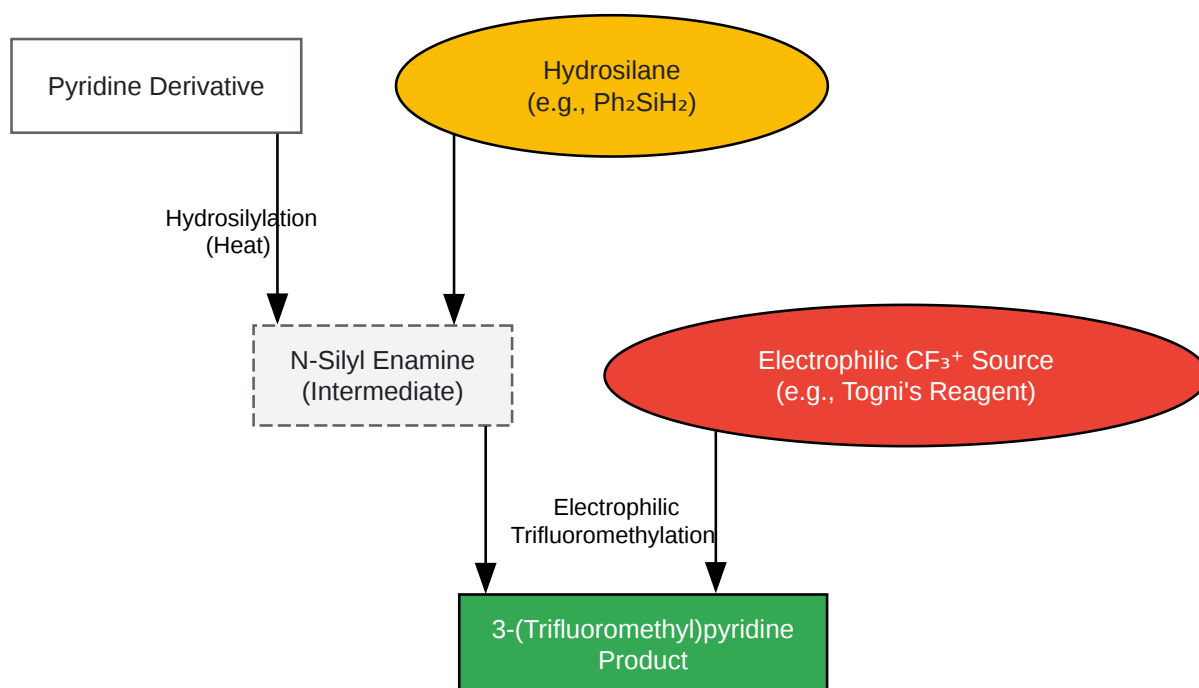 Pyridine Derivative
Hydrosilane
(e.g., Ph₂SiH₂)
Hydrosilylation
(Heat)
N-Silyl Enamine
(Intermediate)
Electrophilic CF₃⁺ Source
(e.g., Togni's Reagent)
Electrophilic
Trifluoromethylation
3-(Trifluoromethyl)pyridine
Product